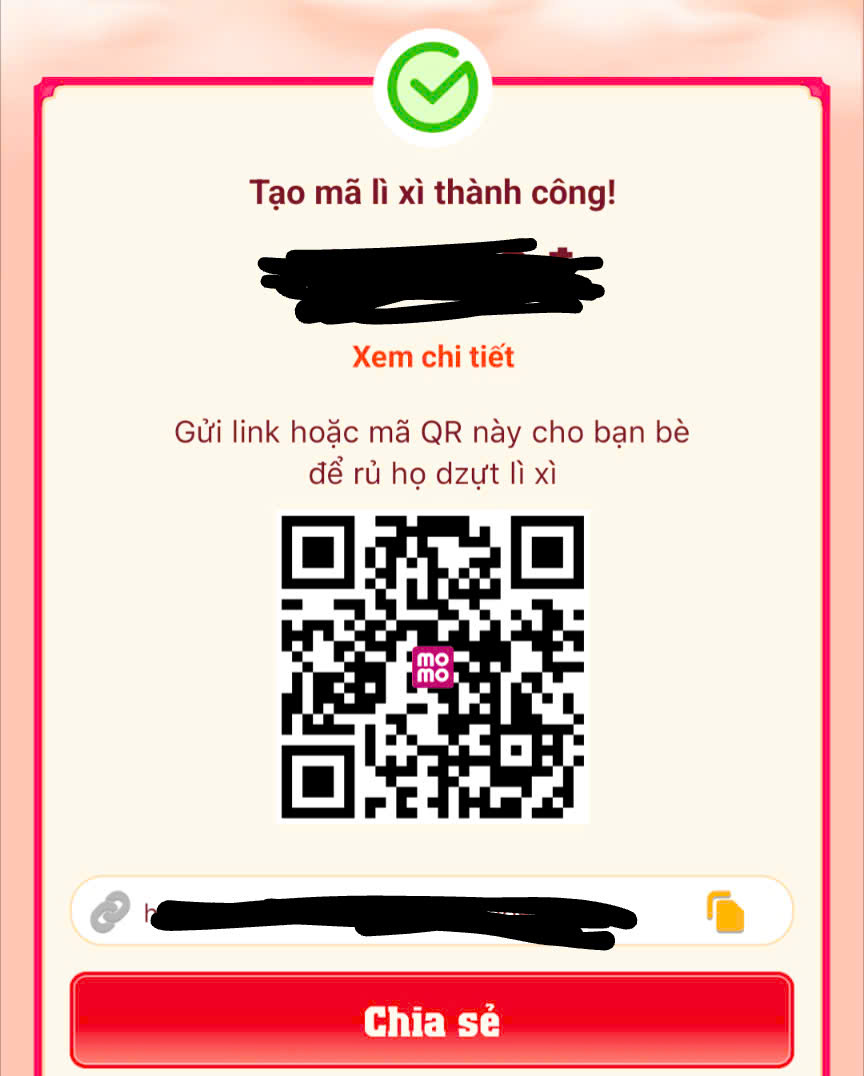 Tạo mã lì xì thành công!
Xem chi tiết
Gửi link hoặc mã QR này cho bạn bè
để rủ họ dzựt lì xì
mo
mo
Chia sẻ